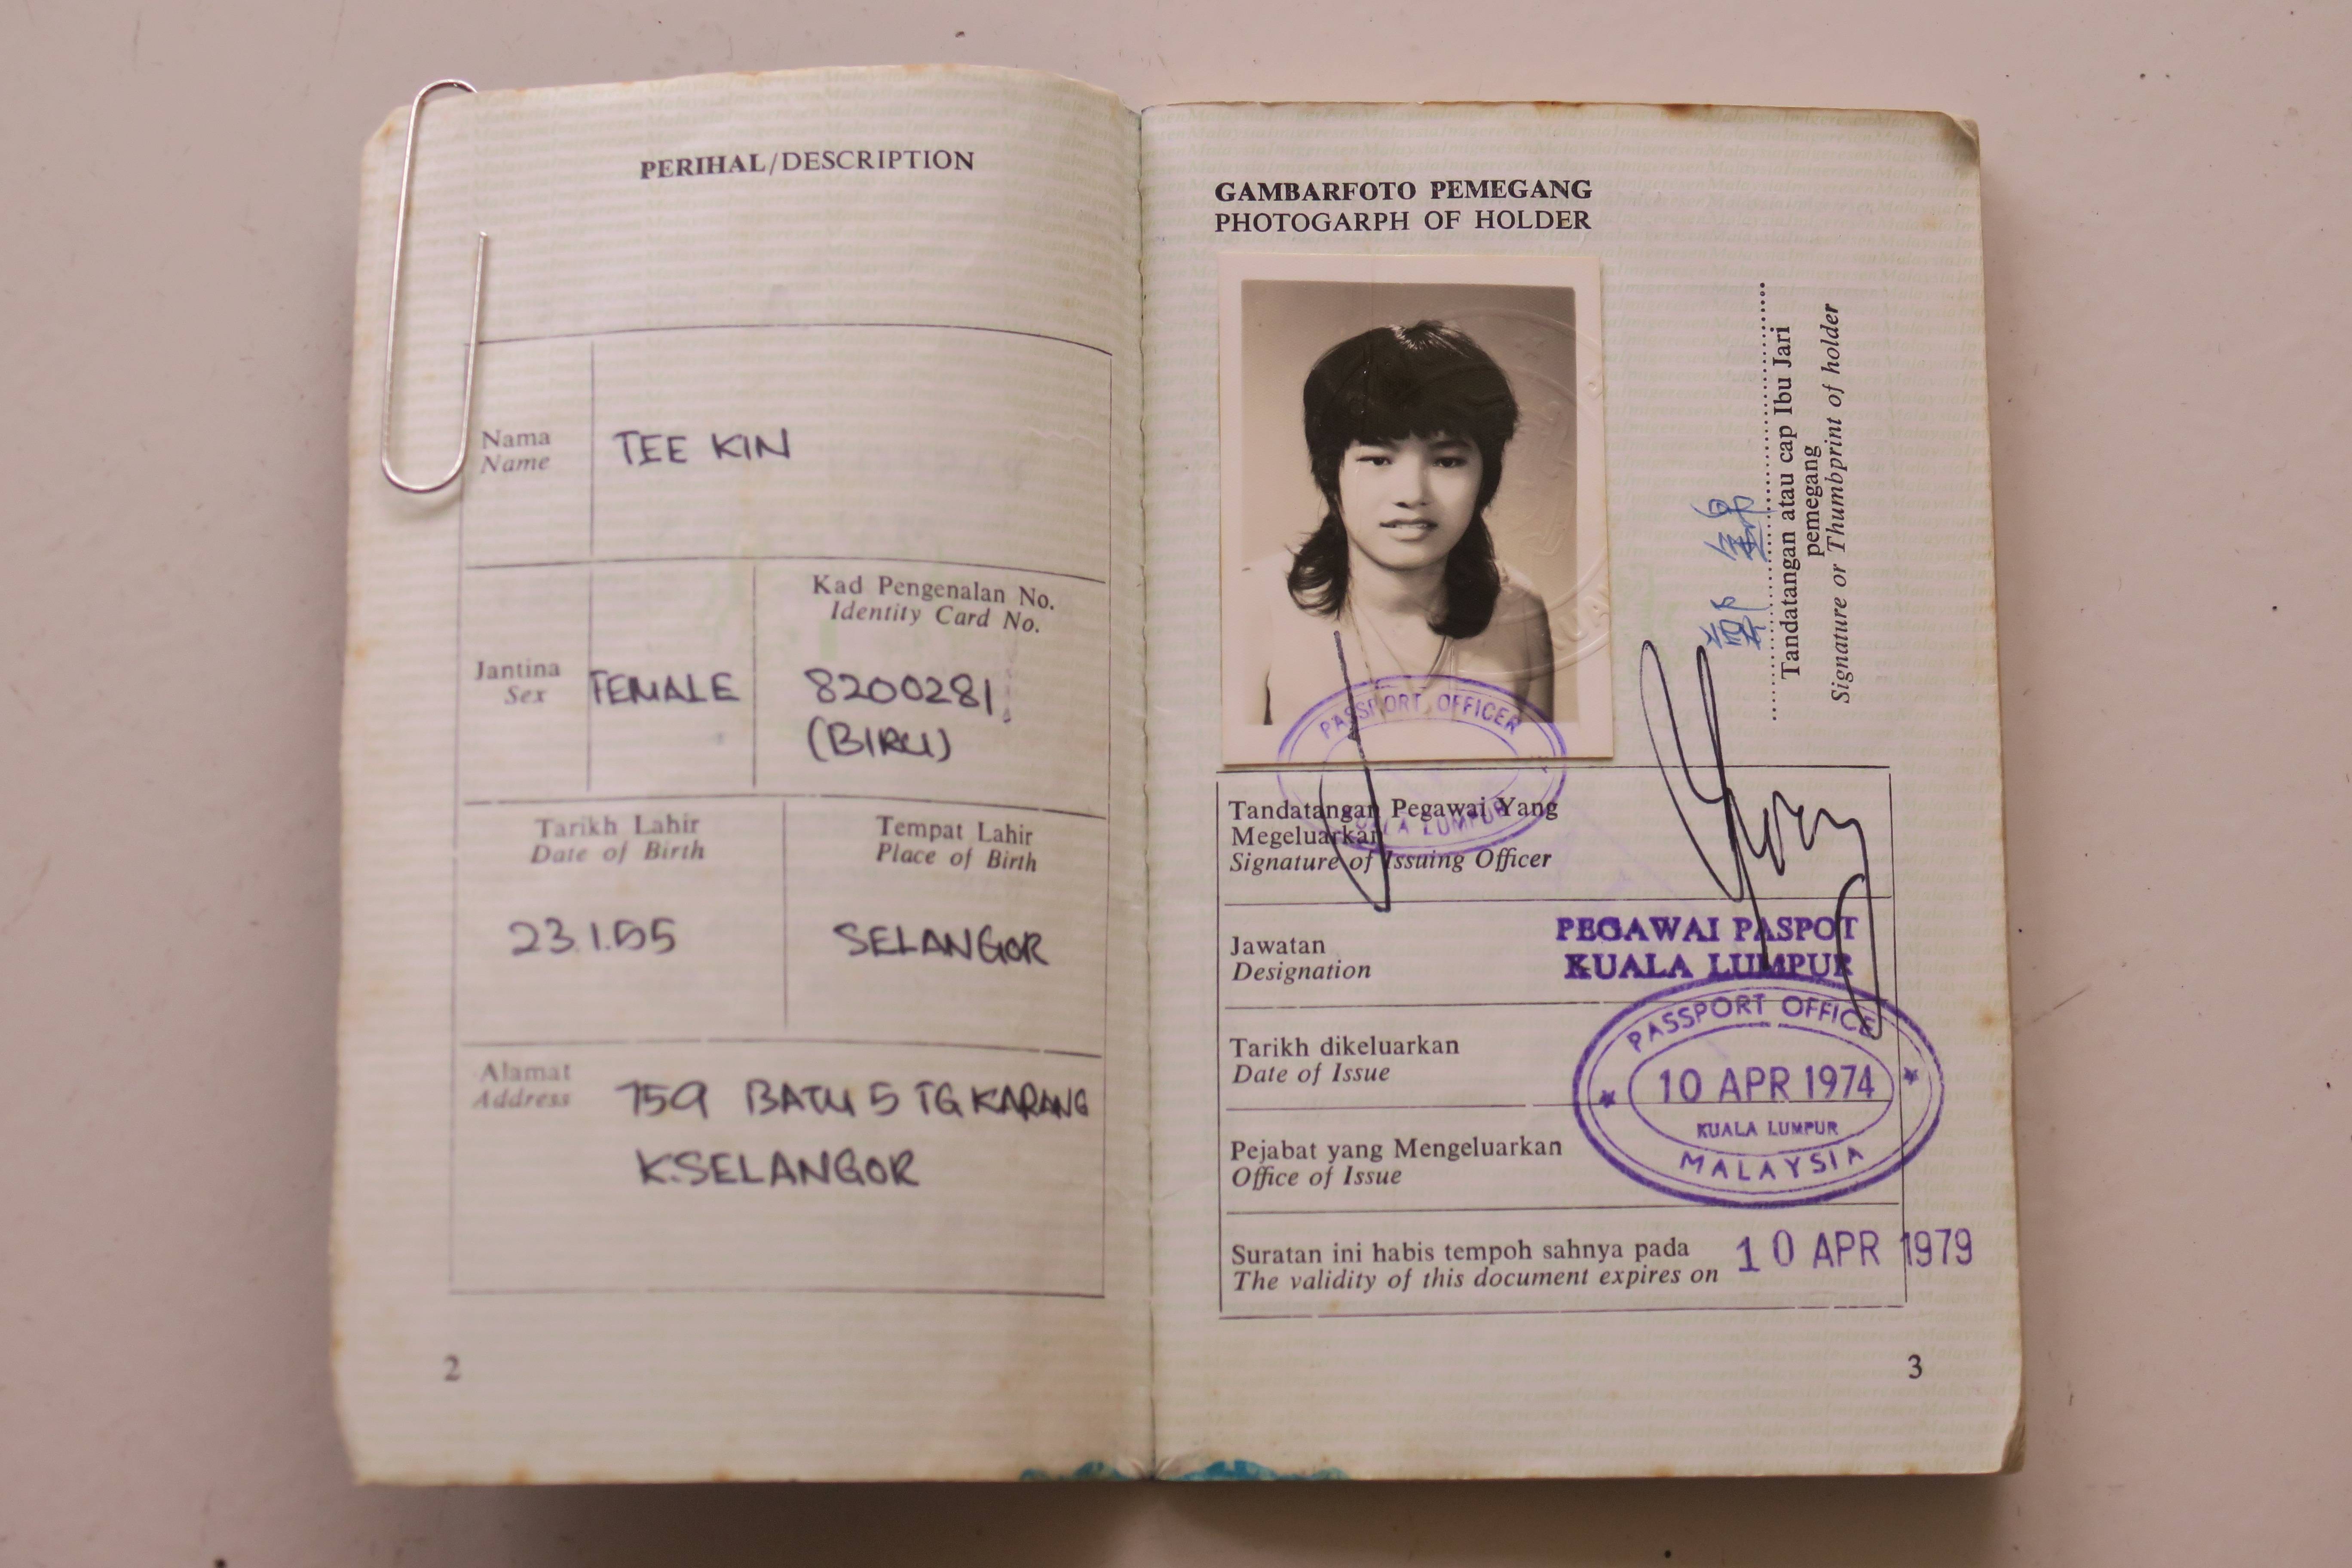 PERIHAL/DESCRIPTION
Nama
Name
TEE KIN
Jantina
Sex
FEMALE
Kad Pengenalan No.
Identity Card No.
8200281
(BIRU)
Tarikh Lahir
Date of Birth
23.1.55
Tempat Lahir
Place of Birth
SELANGOR
Alamat
Address
759 BATU 5 TG KARANG
K.SELANGOR
2
GAMBARFOTO PEMEGANG
PHOTOGARPH OF HOLDER
Tandatangan atau cap Ibu Jari
pemegang
Signature or Thumbprint of holder
PASSPORT OFFICER
KUALA LUMPUR
Tandatangan Pegawai Yang
Megeluarkan
Signature of Issuing Officer
Jawatan
Designation
PEGAWAI PASPOT
KUALA LUMPUR
Tarikh dikeluarkan
Date of Issue
PASSPORT OFFICE
10 APR 1974
KUALA LUMPUR
MALAYSIA
Pejabat yang Mengeluarkan
Office of Issue
Suratan ini habis tempoh sahnya pada
The validity of this document expires on
10 APR 1979
3